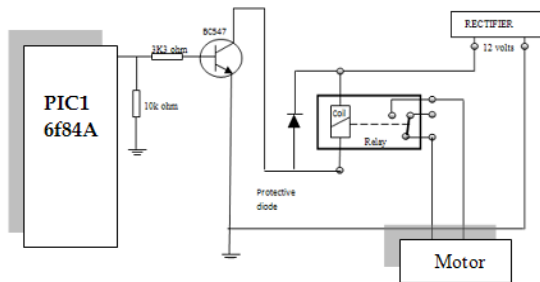 BC547
RECTIFIER
3K3 ohm
12 volts
PIC1
6f84A
10k ohm
Coil
Relay
Protective
diode
Motor